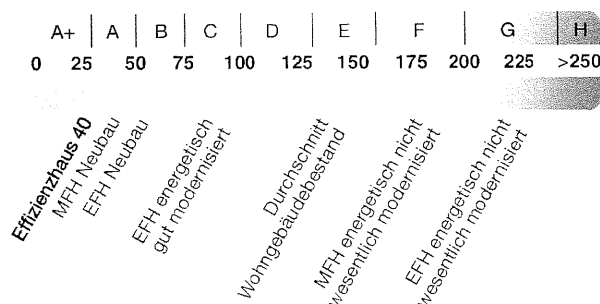 A+ A B C D E F G H
0 25 50 75 100 125 150 175 200 225 >250
Effizienzhaus 40
MFH Neubau
EFH Neubau
EFH energetisch
gut modernisiert
Durchschnitt
Wohngebäudebestand
MFH energetisch nicht
wesentlich modernisiert
EFH energetisch nicht
wesentlich modernisiert